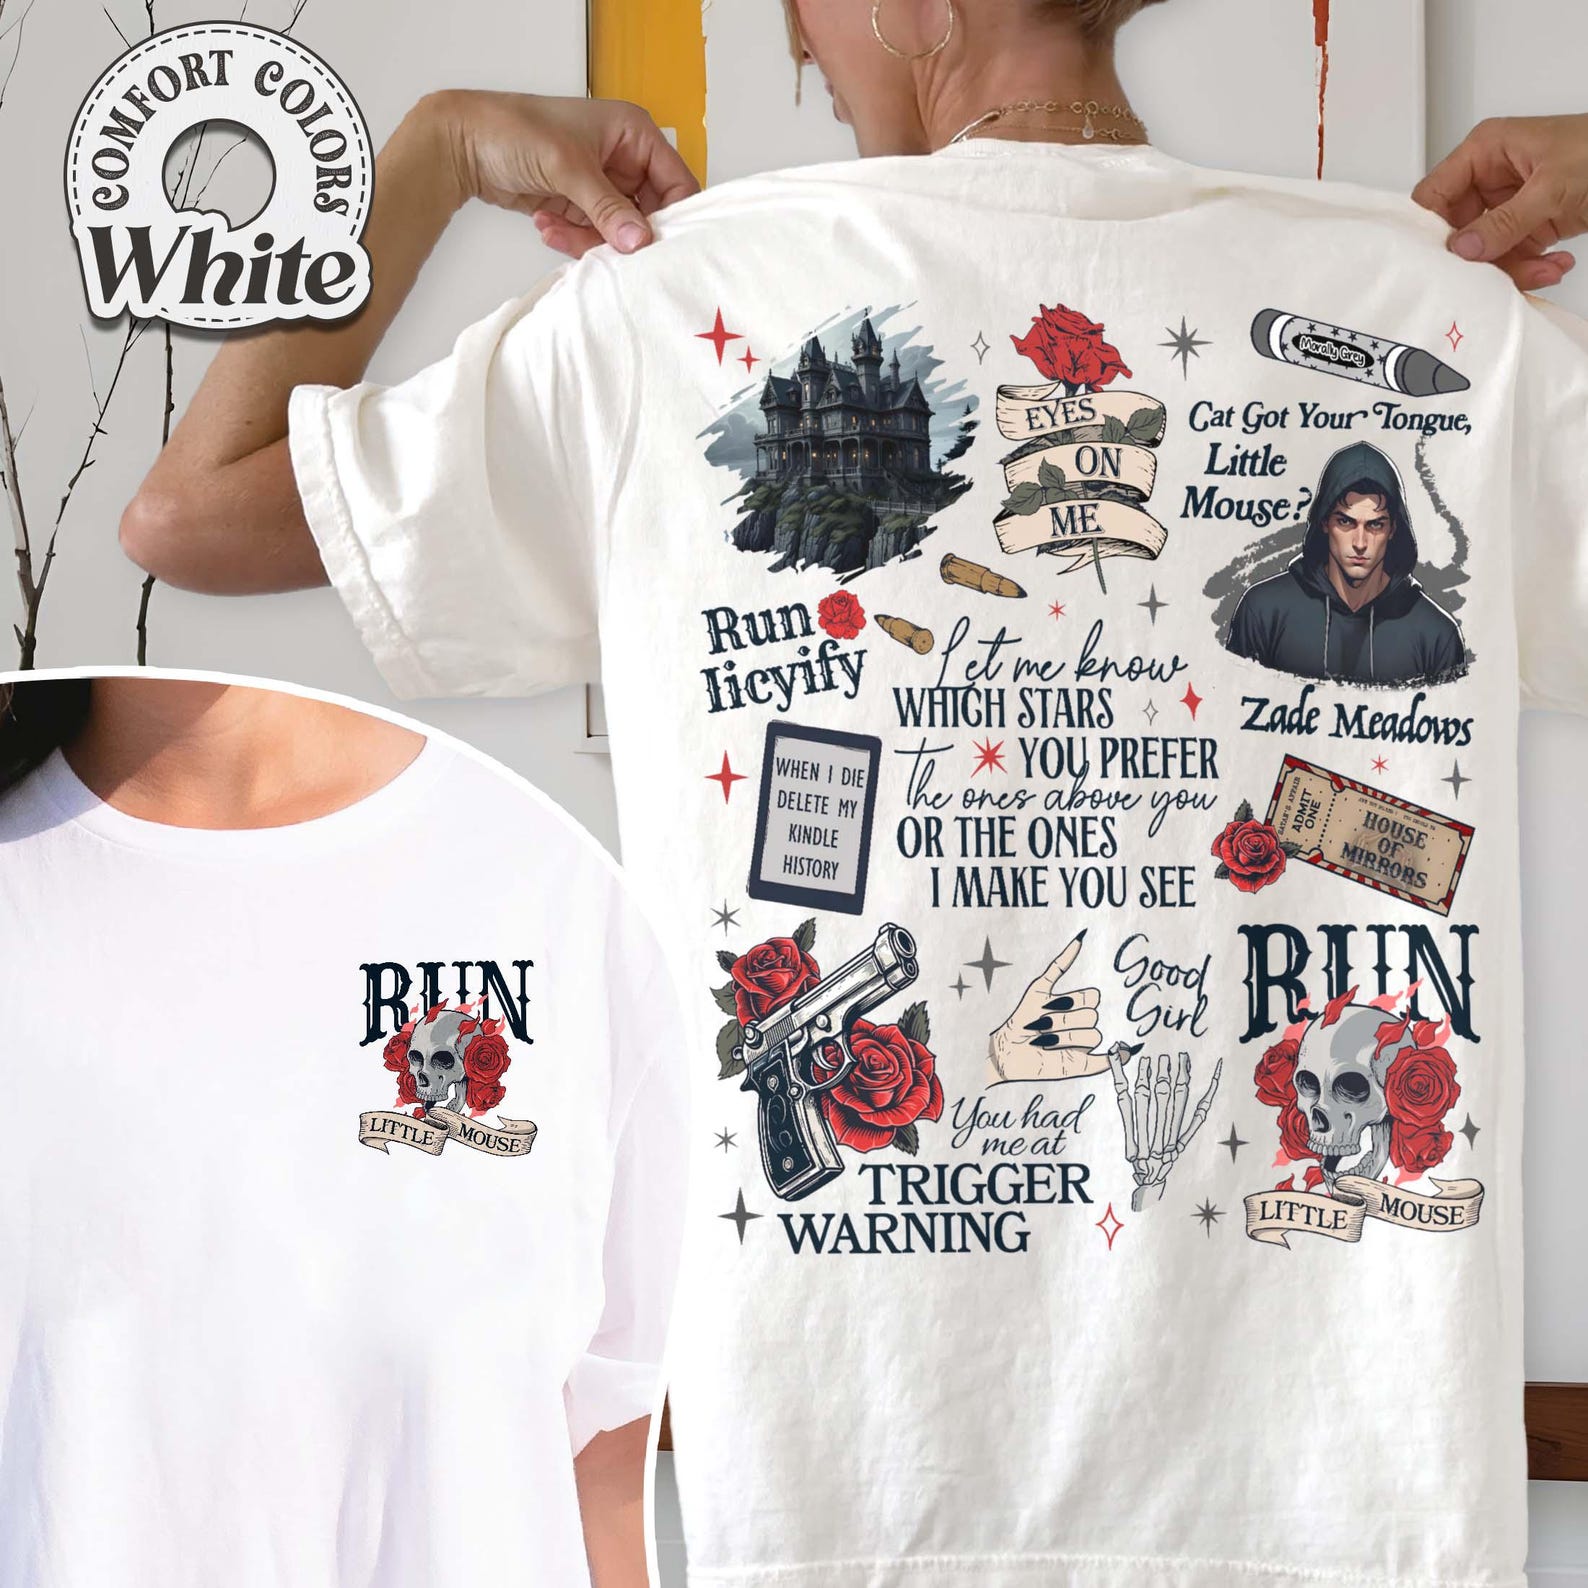 COMFORT COLORS
White
EYES
ON
ME
Morally Grey
Cat Got Your Tongue,
Little
Mouse?
Run
Iicyify
Let me know
WHICH STARS
YOU PREFER
the ones above you
OR THE ONES
I MAKE YOU SEE
Zade Meadows
WHEN I DIE
DELETE MY
KINDLE
HISTORY
SATAN'S AFFAIR
ADMIT
ONE
HOUSE
OF
MIRRORS
Good
Girl
You had
me at
TRIGGER
WARNING
RUN
LITTLE MOUSE
RUN
LITTLE MOUSE